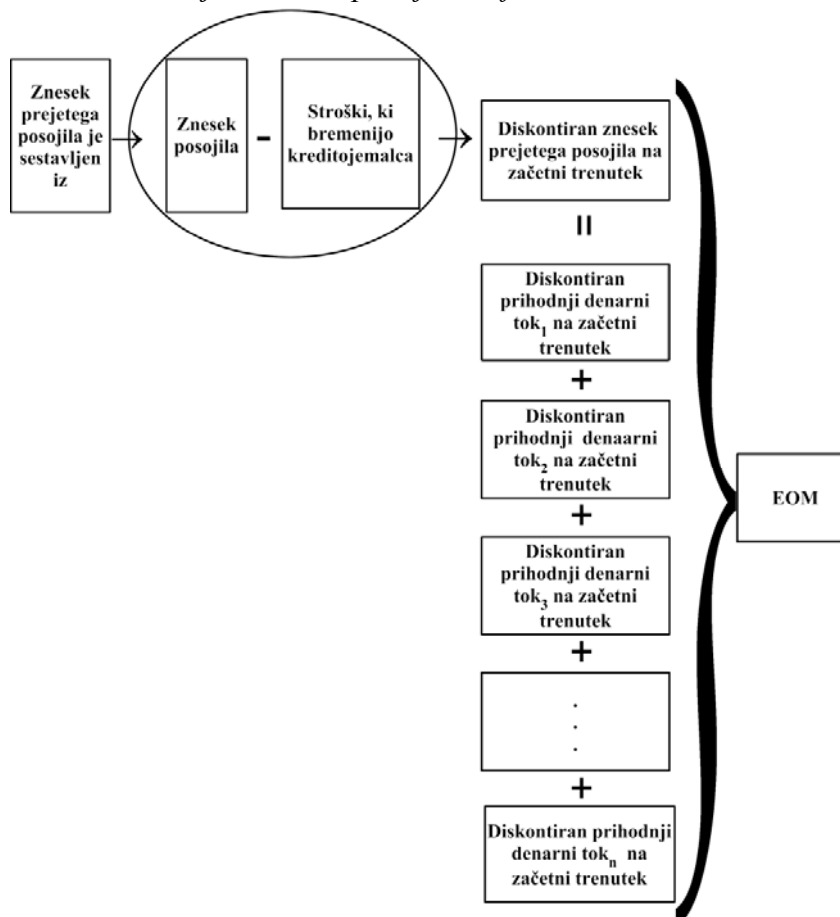 Znesek
prejetega
posojila je
sestavljen
iz
Znesek
posojila
-
Stroški, ki
bremenijo
kreditojemalca
Diskontiran znesek
prejetega posojila na
začetni trenutek
=
Diskontiran
prihodnji denarni
tok₁ na začetni
trenutek
+
Diskontiran
prihodnji denaarni
tok₂ na začetni
trenutek
+
Diskontiran
prihodnji denarni
tok₃ na začetni
trenutek
+
.
.
.
+
Diskontiran prihodnji
denarni tokₙ na
začetni trenutek
EOM